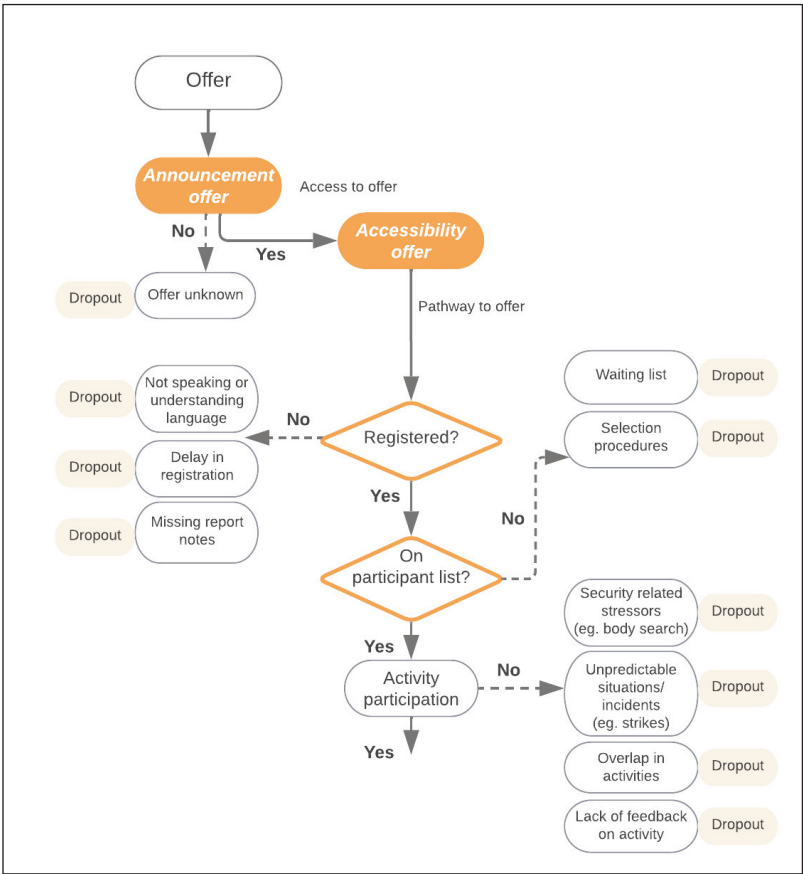 Offer
Announcement
offer
Access to offer
No
Yes
Accessibility
offer
Dropout
Offer unknown
Pathway to offer
Waiting list
Dropout
Dropout
Not speaking or
understanding
language
No
Registered?
Selection
procedures
Dropout
Dropout
Delay in
registration
Yes
Dropout
Missing report
notes
No
On
participant list?
Security related
stressors
(eg. body search)
Dropout
Yes
Activity
participation
No
Unpredictable
situations/
incidents
(eg. strikes)
Dropout
Yes
Overlap in
activities
Dropout
Lack of feedback
on activity
Dropout